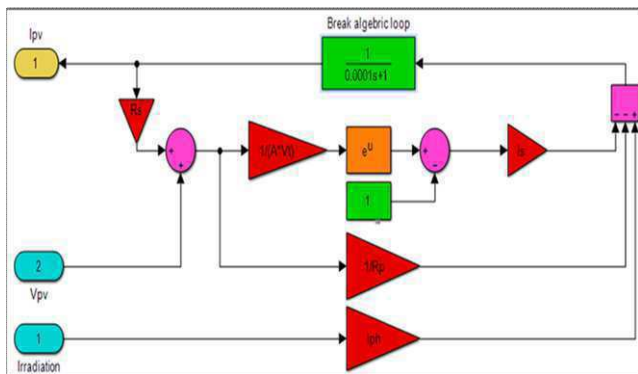 Break algebric loop
Ipv
1
1
0.0001s+1
Rs
+
+
1/(A*Vt)
e^u
+
-
Is
- - +
1
2
Vpv
1/Rp
1
Iph
Irradiation